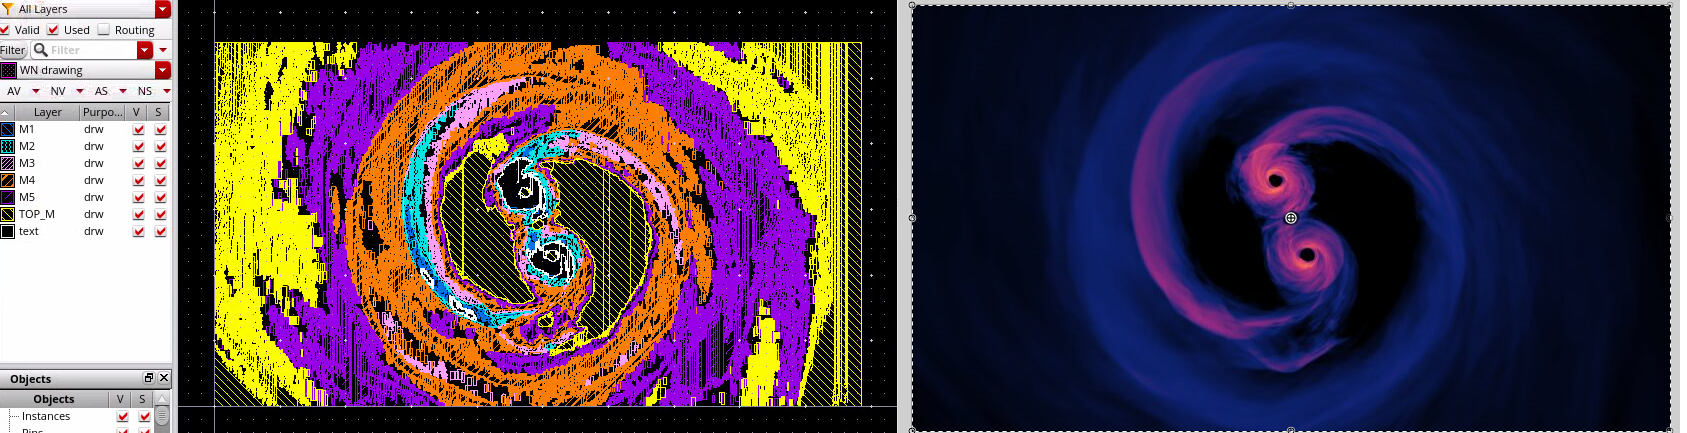 All Layers
Valid Used Routing
Filter Filter
WN drawing
AV NV AS NS
Layer Purpo... V S
M1 drw
M2 drw
M3 drw
M4 drw
M5 drw
TOP_M drw
text drw
Objects
Objects V S
Instances